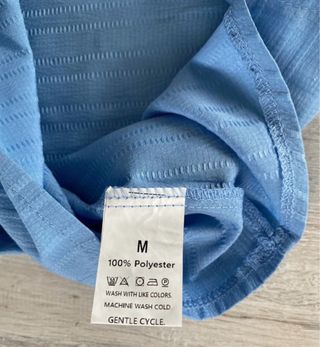 M
100% Polyester
WASH WITH LIKE COLORS
MACHINE WASH COLD
GENTLE CYCLE.